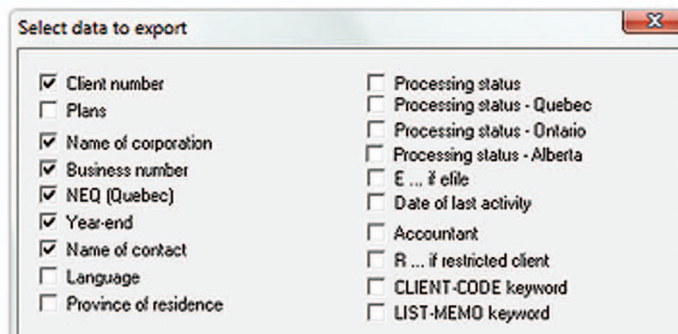 Select data to export
Client number
Plans
Name of corporation
Business number
NEQ (Quebec)
Year-end
Name of contact
Language
Province of residence
Processing status
Processing status - Quebec
Processing status - Ontario
Processing status - Alberta
E ... if efile
Date of last activity
Accountant
R ... if restricted client
CLIENT-CODE keyword
LIST-MEMO keyword